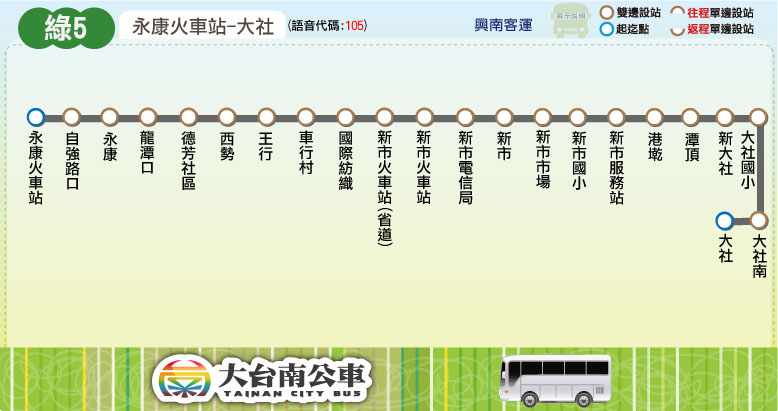 綠5
永康火車站-大社
(語音代碼:105)
興南客運
圖示說明
雙邊設站
起迄點
往程單邊設站
返程單邊設站
永康火車站
自強路口
永康
龍潭口
德芳社區
西勢
王行
車行村
國際紡織
新市火車站(省道)
新市火車站
新市電信局
新市
新市市場
新市國小
新市服務站
港墘
潭頂
新大社
大社國小
大社南
大社
大台南公車
TAINAN CITY BUS